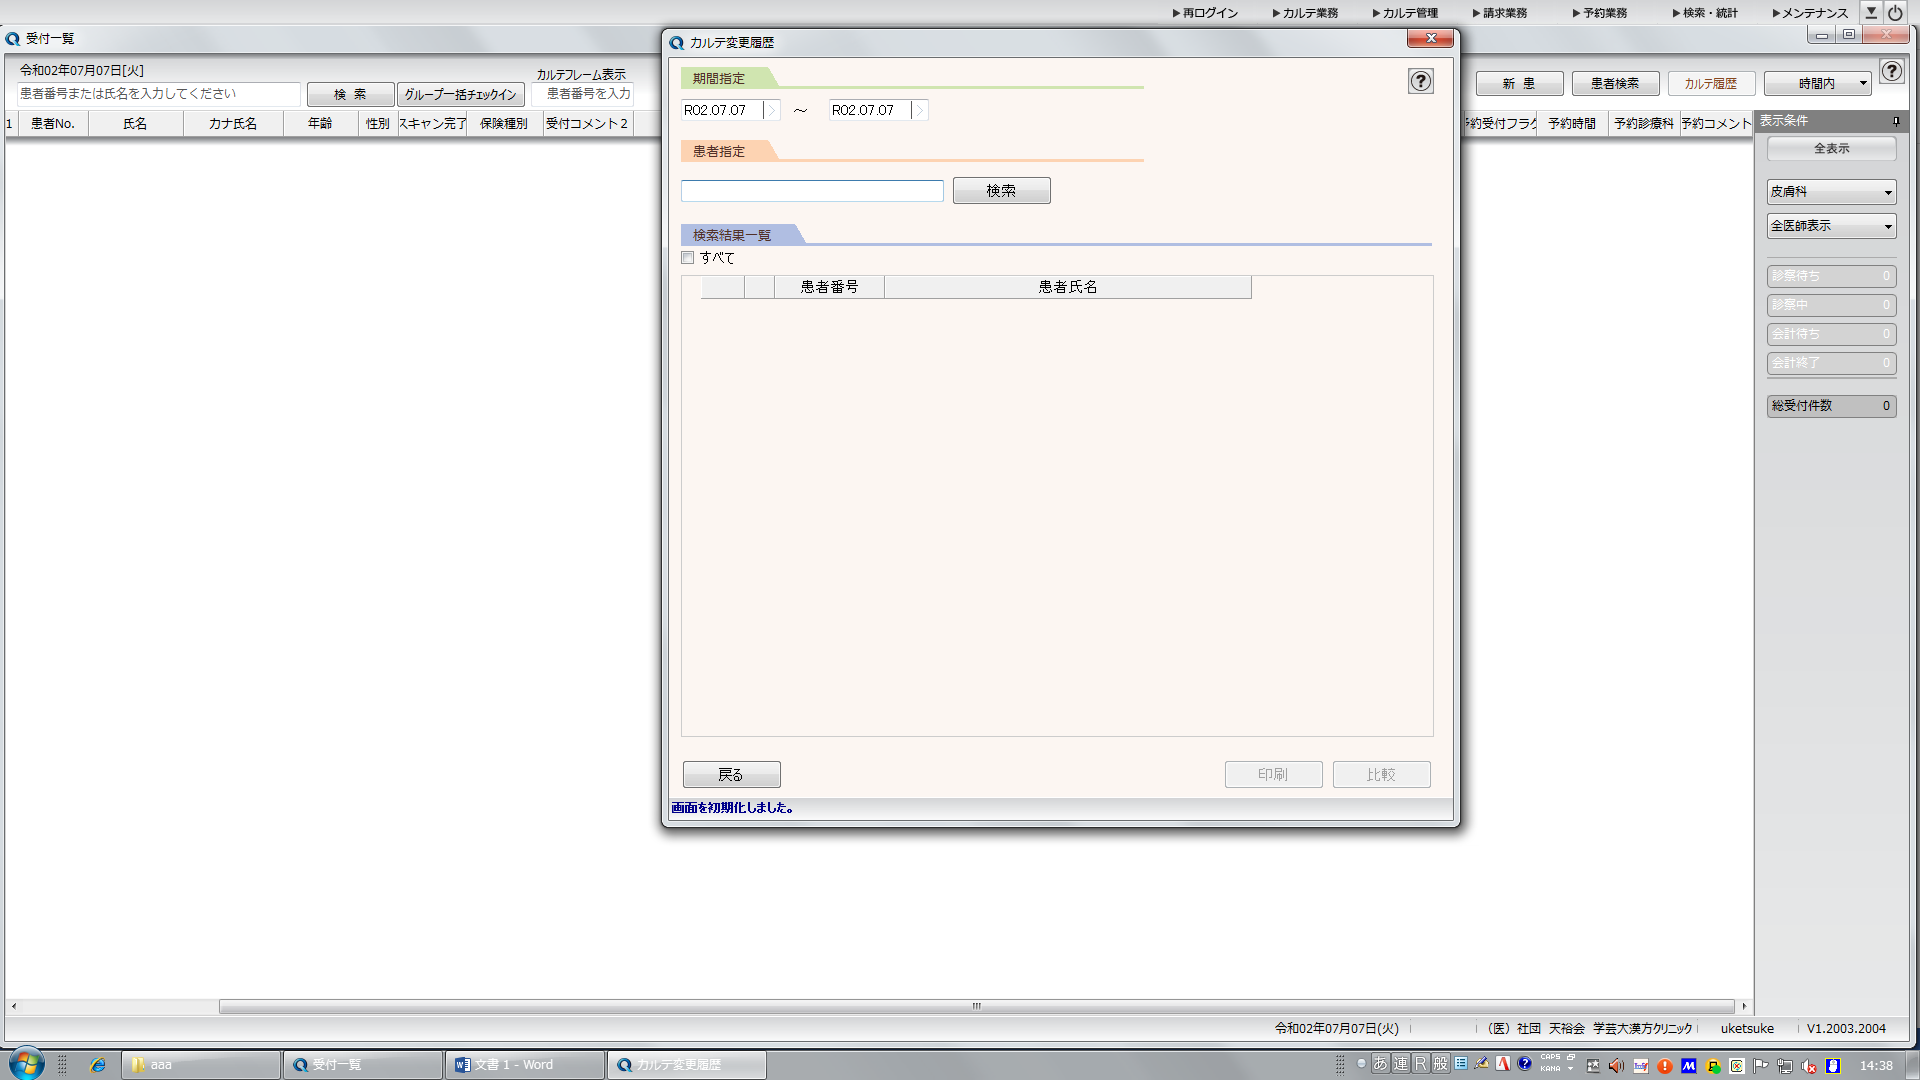 ▶再ログイン ▶カルテ業務 ▶カルテ管理 ▶請求業務 ▶予約業務 ▶検索・統計 ▶メンテナンス
受付一覧
令和02年07月07日[火]
患者番号または氏名を入力してください 検 索 グループ一括チェックイン
カルテフレーム表示
患者番号を入力
新 患 患者検索 カルテ履歴 時間内 ?
1 患者No. 氏名 カナ氏名 年齢 性別 スキャン完了 保険種別 受付コメント2
予約受付フラグ 予約時間 予約診療科 予約コメント
カルテ変更履歴
期間指定 ?
R02.07.07 ～ R02.07.07
患者指定
検索
検索結果一覧
すべて
患者番号 患者氏名
戻る 印刷 比較
画面を初期化しました。
表示条件
全表示
皮膚科
全医師表示
診察待ち 0
診察中 0
会計待ち 0
会計終了 0
総受付件数 0
令和02年07月07日(火) （医）社団 天裕会 学芸大漢方クリニック uketsuke V1.2003.2004
aaa 受付一覧 文書 1 - Word カルテ変更履歴
あ 連 R 般 CAPS KANA 14:38